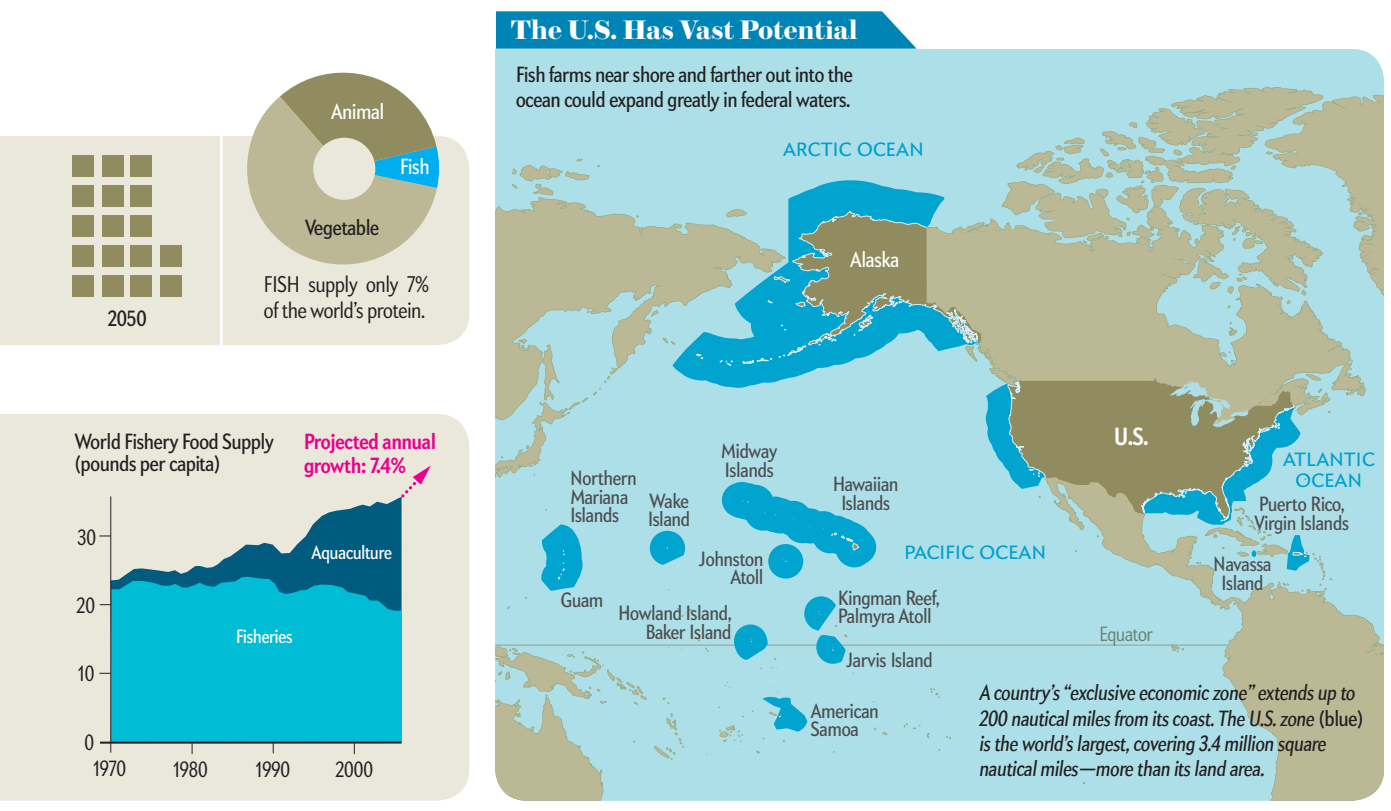 Animal
Fish
Vegetable
2050
FISH supply only 7%
of the world's protein.
World Fishery Food Supply
(pounds per capita)
Projected annual
growth: 7.4%
30
20
10
0
Aquaculture
Fisheries
1970
1980
1990
2000
The U.S. Has Vast Potential
Fish farms near shore and farther out into the
ocean could expand greatly in federal waters.
ARCTIC OCEAN
Alaska
U.S.
ATLANTIC
OCEAN
Puerto Rico,
Virgin Islands
Navassa
Island
Midway
Islands
Hawaiian
Islands
Northern
Mariana
Islands
Wake
Island
Johnston
Atoll
PACIFIC OCEAN
Guam
Howland Island,
Baker Island
Kingman Reef,
Palmyra Atoll
Jarvis Island
Equator
American
Samoa
A country's “exclusive economic zone” extends up to
200 nautical miles from its coast. The U.S. zone (blue)
is the world's largest, covering 3.4 million square
nautical miles—more than its land area.